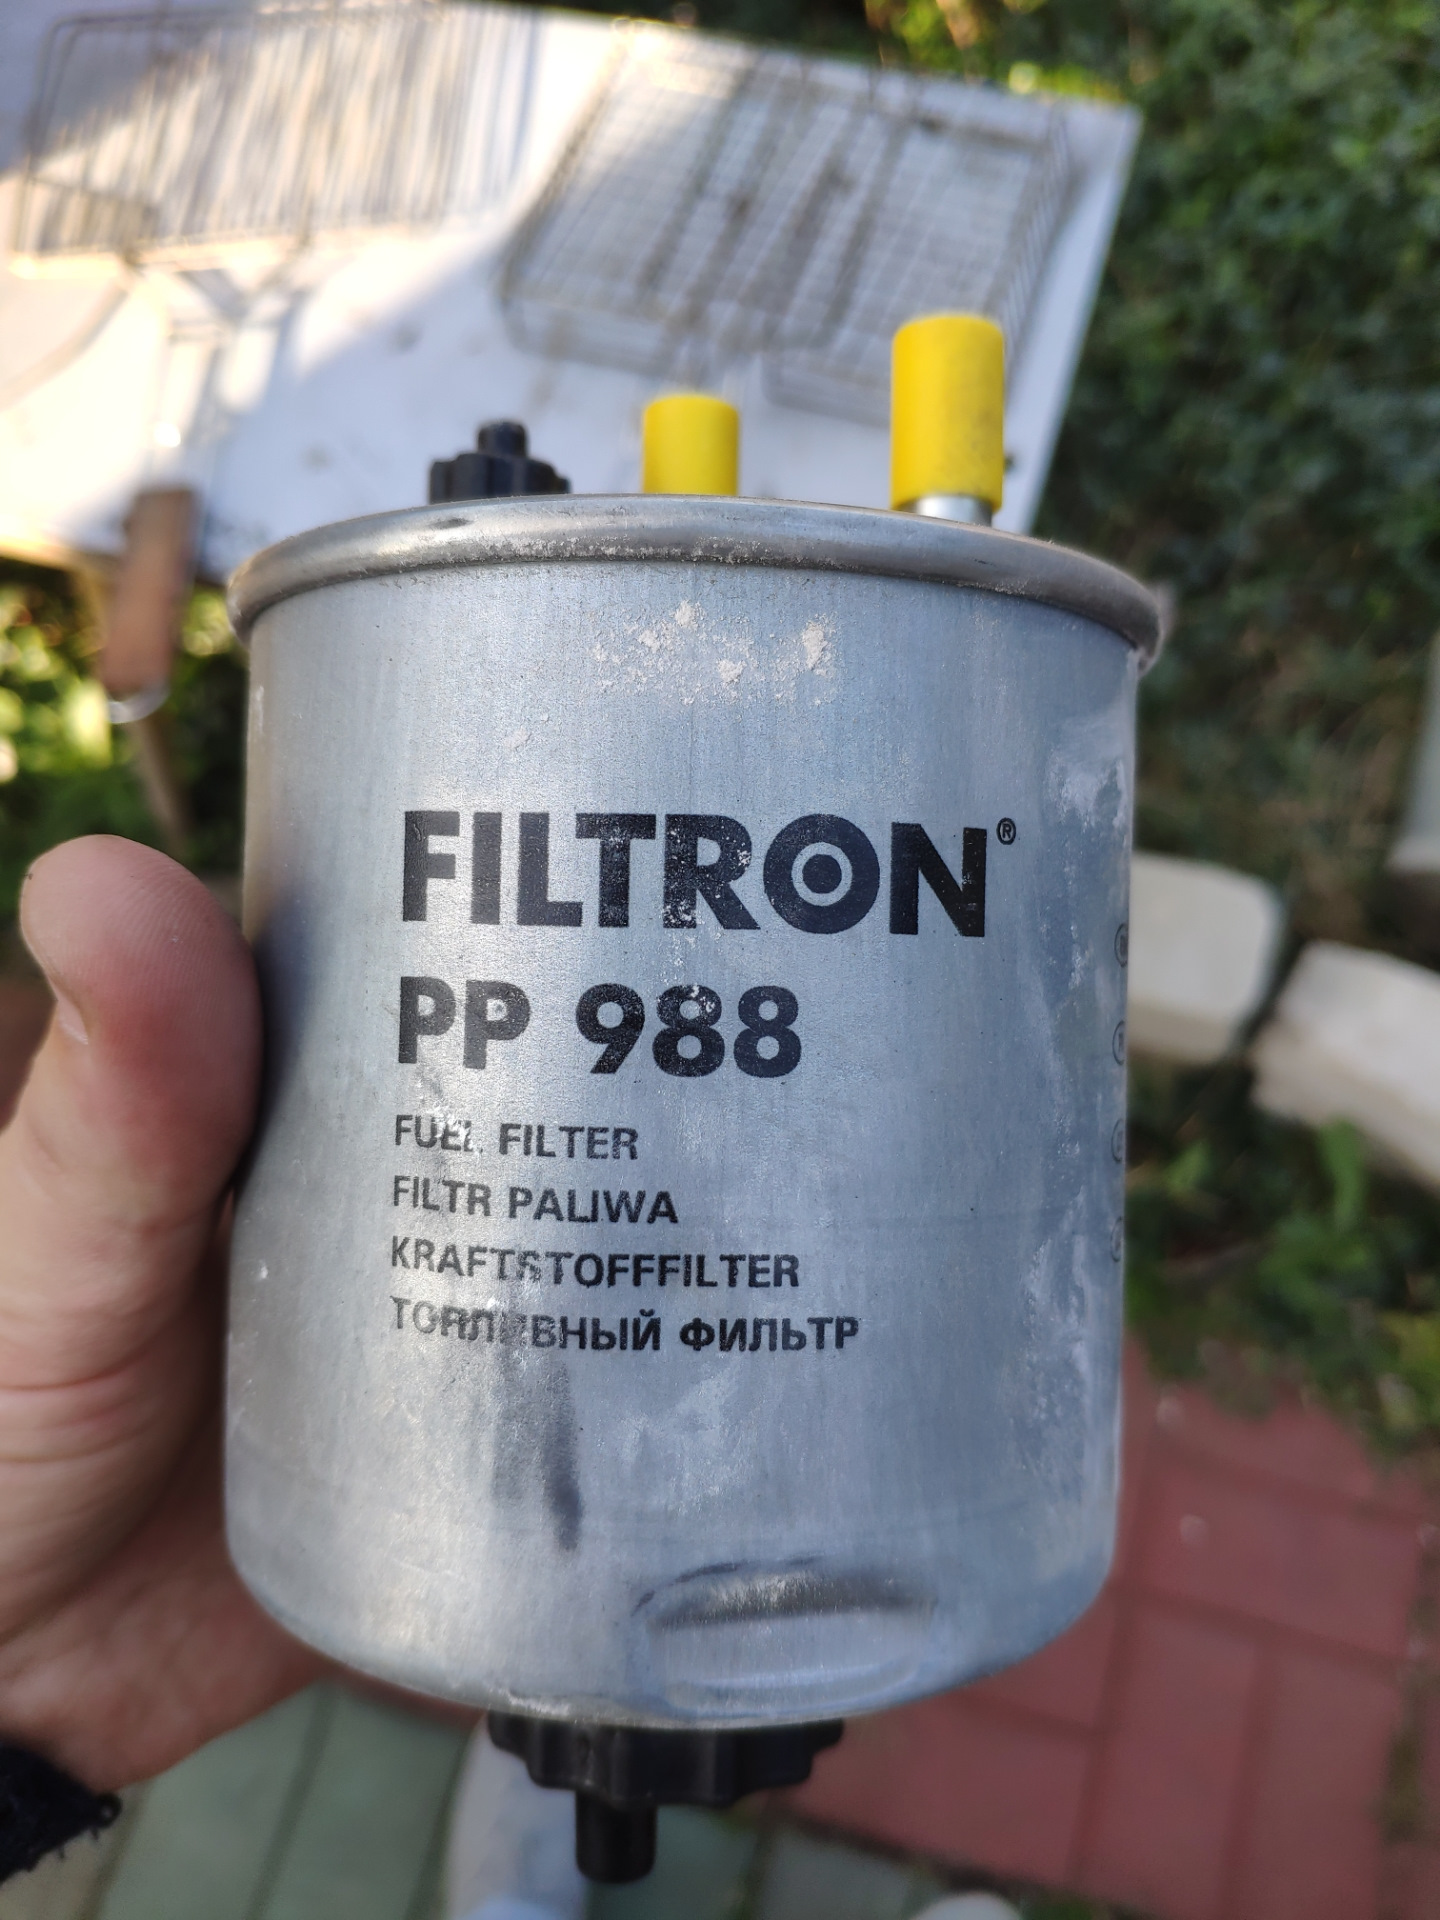 FILTRON®
PP 988
FUEL FILTER
FILTR PALIWA
KRAFTSTOFFFILTER
ТОПЛИВНЫЙ ФИЛЬТР